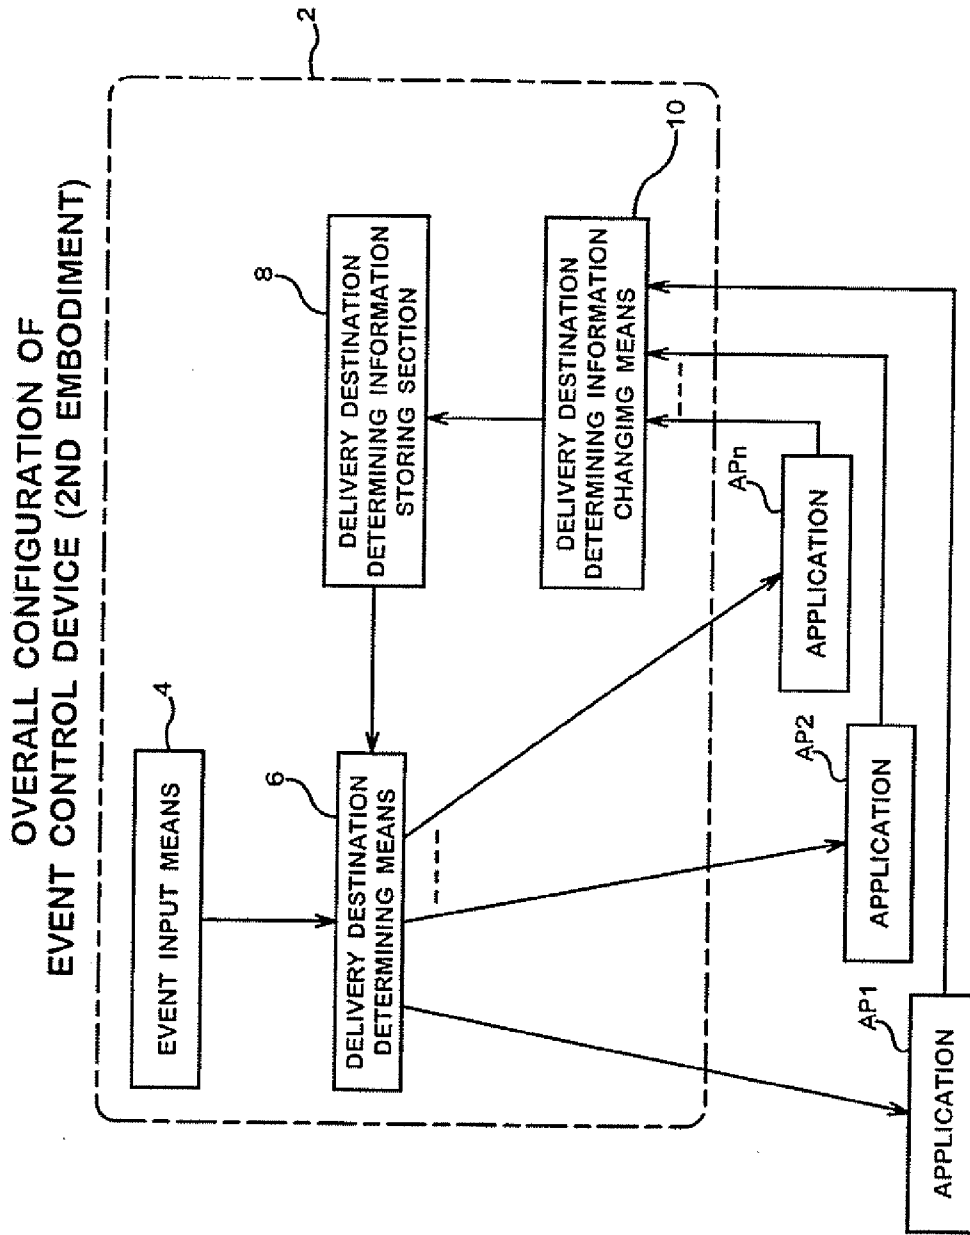 OVERALL CONFIGURATION OF
EVENT CONTROL DEVICE (2ND EMBODIMENT)
2
4
EVENT INPUT MEANS
6
DELIVERY DESTINATION
DETERMINING MEANS
8
DELIVERY DESTINATION
DETERMINING INFORMATION
STORING SECTION
10
DELIVERY DESTINATION
DETERMINING INFORMATION
CHANGIMG MEANS
AP1
APPLICATION
AP2
APPLICATION
APn
APPLICATION